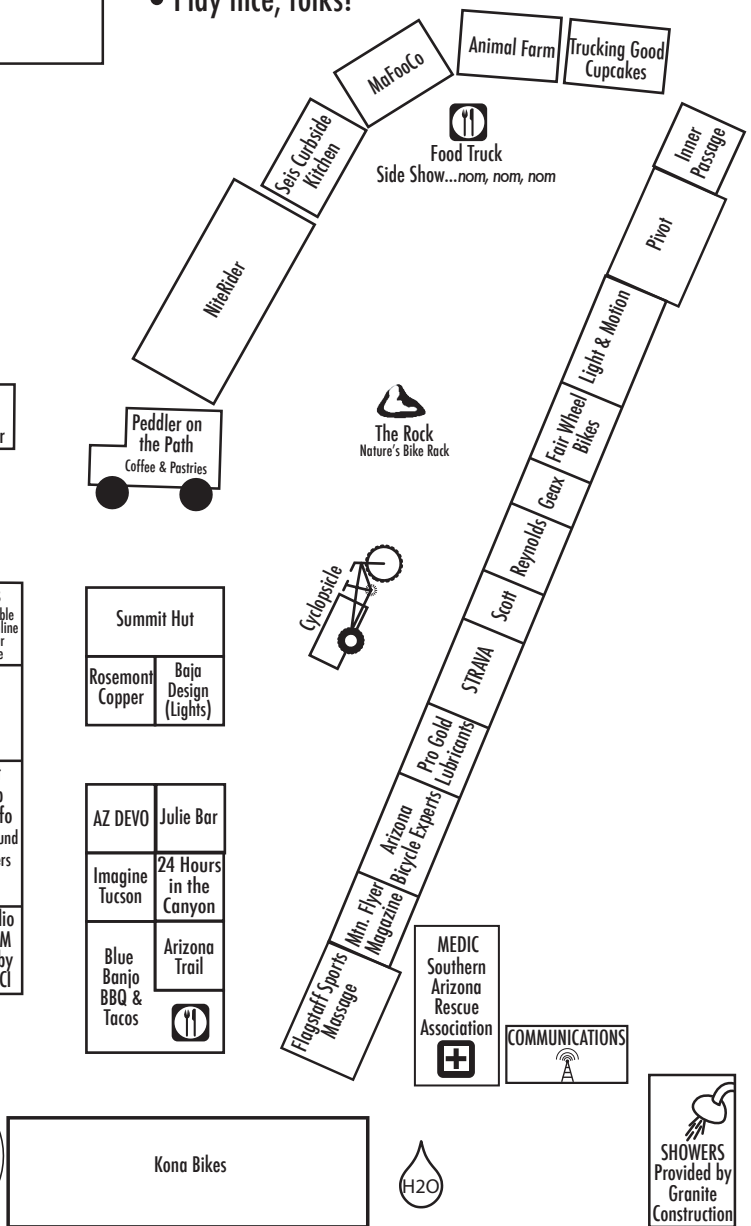 • Play nice, folks!
Animal Farm
Trucking Good
Cupcakes
MaFooCo
Seis Curbside
Kitchen
Food Truck
Side Show...nom, nom, nom
Inner
Passage
Pivot
NiteRider
Light & Motion
The Rock
Nature's Bike Rack
Fair Wheel
Bikes
Peddler on
the Path
Coffee & Pastries
r
Geax
Reynolds
Cyclopsicle
Scott
Summit Hut
Rosemont
Copper
Baja
Design
(Lights)
STRAVA
Pro Gold
Lubricants
AZ DEVO
Julie Bar
Arizona
Bicycle Experts
Imagine
Tucson
24 Hours
in the
Canyon
Mtn. Flyer
Magazine
Blue
Banjo
BBQ &
Tacos
Arizona
Trail
Flagstaff Sports
Massage
MEDIC
Southern
Arizona
Rescue
Association
COMMUNICATIONS
Kona Bikes
H2O
SHOWERS
Provided by
Granite
Construction